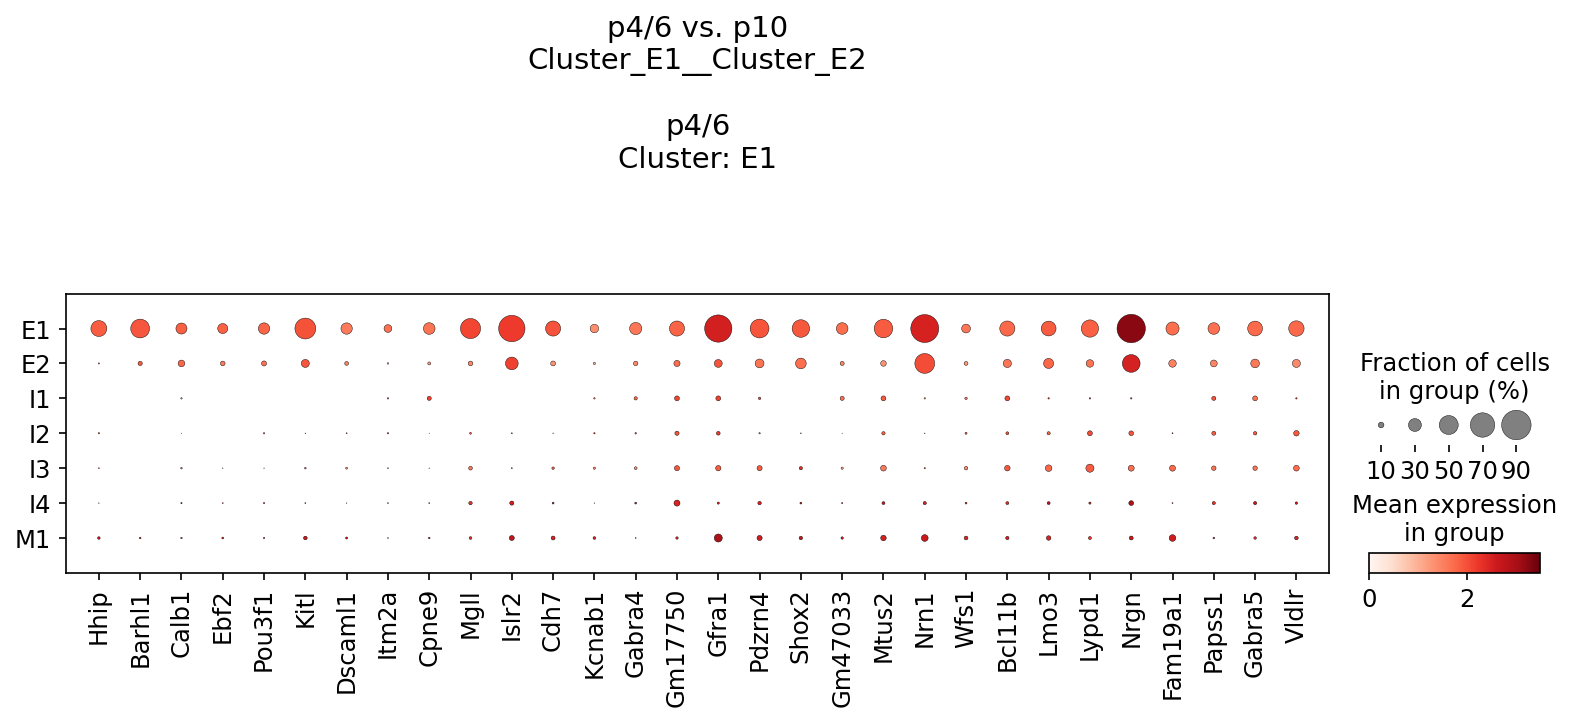 p4/6 vs. p10
Cluster_E1__Cluster_E2
p4/6
Cluster: E1
E1
E2
I1
I2
I3
I4
M1
Hhip
Barhl1
Calb1
Ebf2
Pou3f1
Kitl
Dscaml1
Itm2a
Cpne9
Mgll
Islr2
Cdh7
Kcnab1
Gabra4
Gm17750
Gfra1
Pdzrn4
Shox2
Gm47033
Mtus2
Nrn1
Wfs1
Bcl11b
Lmo3
Lypd1
Nrgn
Fam19a1
Papss1
Gabra5
Vldlr
Fraction of cells
in group (%)
10 30 50 70 90
Mean expression
in group
0 2